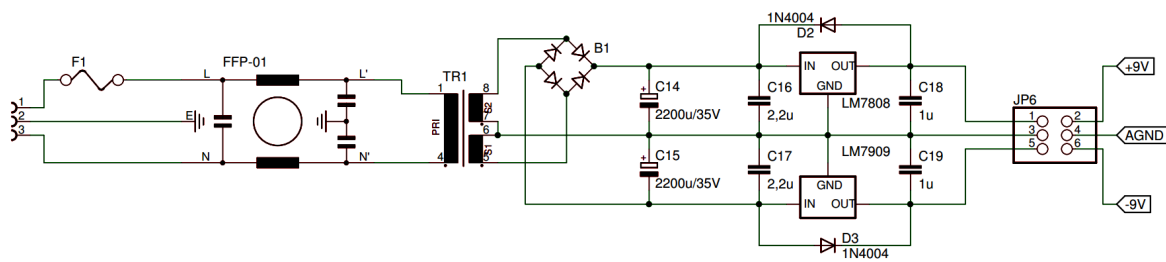 F1
FFP-01
L
L'
E
N
N'
1
2
3
TR1
PRI
1
4
8
S2
7
6
S1
5
B1
+
C14
2200u/35V
+
C15
2200u/35V
1N4004
D2
C16
2,2u
IN
OUT
GND
LM7808
C18
1u
C17
2,2u
LM7909
GND
IN
OUT
C19
1u
D3
1N4004
JP6
1
2
3
4
5
6
+9V
AGND
-9V